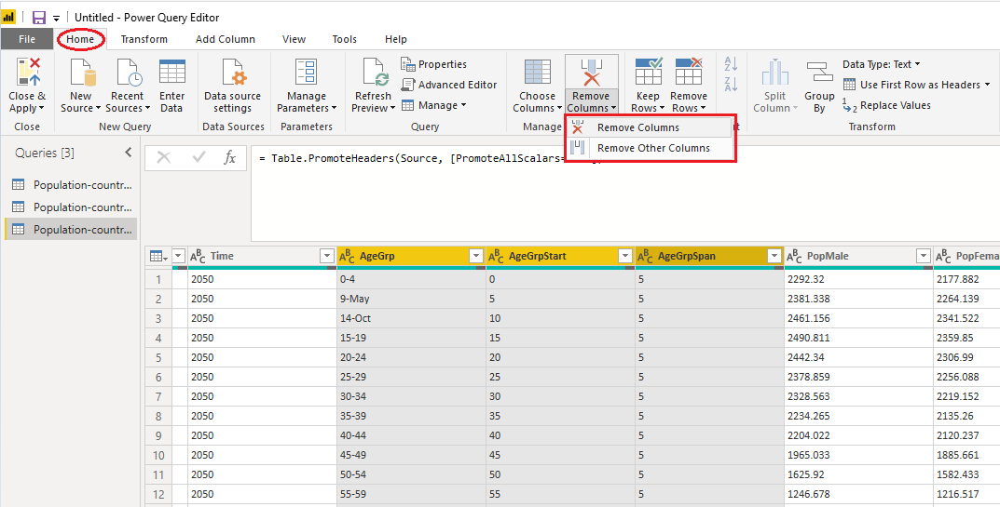 Untitled - Power Query Editor
File Home Transform Add Column View Tools Help
Close & Apply
New Source
Recent Sources
Enter Data
Data source settings
Manage Parameters
Refresh Preview
Properties
Advanced Editor
Manage
Choose Columns
Remove Columns
Keep Rows
Remove Rows
Split Column
Group By
Data Type: Text
Use First Row as Headers
Replace Values
Close New Query Data Sources Parameters Query Manage Transform
Remove Columns
Remove Other Columns
Queries [3]
Population-countr...
Population-countr...
Population-countr...
fx = Table.PromoteHeaders(Source, [PromoteAllScalars=
Time AgeGrp AgeGrpStart AgeGrpSpan PopMale PopFema
1 2050 0-4 0 5 2292.32 2177.882
2 2050 9-May 5 5 2381.338 2264.139
3 2050 14-Oct 10 5 2461.156 2341.522
4 2050 15-19 15 5 2490.811 2359.85
5 2050 20-24 20 5 2442.34 2306.99
6 2050 25-29 25 5 2378.859 2256.088
7 2050 30-34 30 5 2328.563 2219.152
8 2050 35-39 35 5 2234.265 2135.26
9 2050 40-44 40 5 2204.022 2120.237
10 2050 45-49 45 5 1965.033 1885.661
11 2050 50-54 50 5 1625.92 1582.433
12 2050 55-59 55 5 1246.678 1216.517